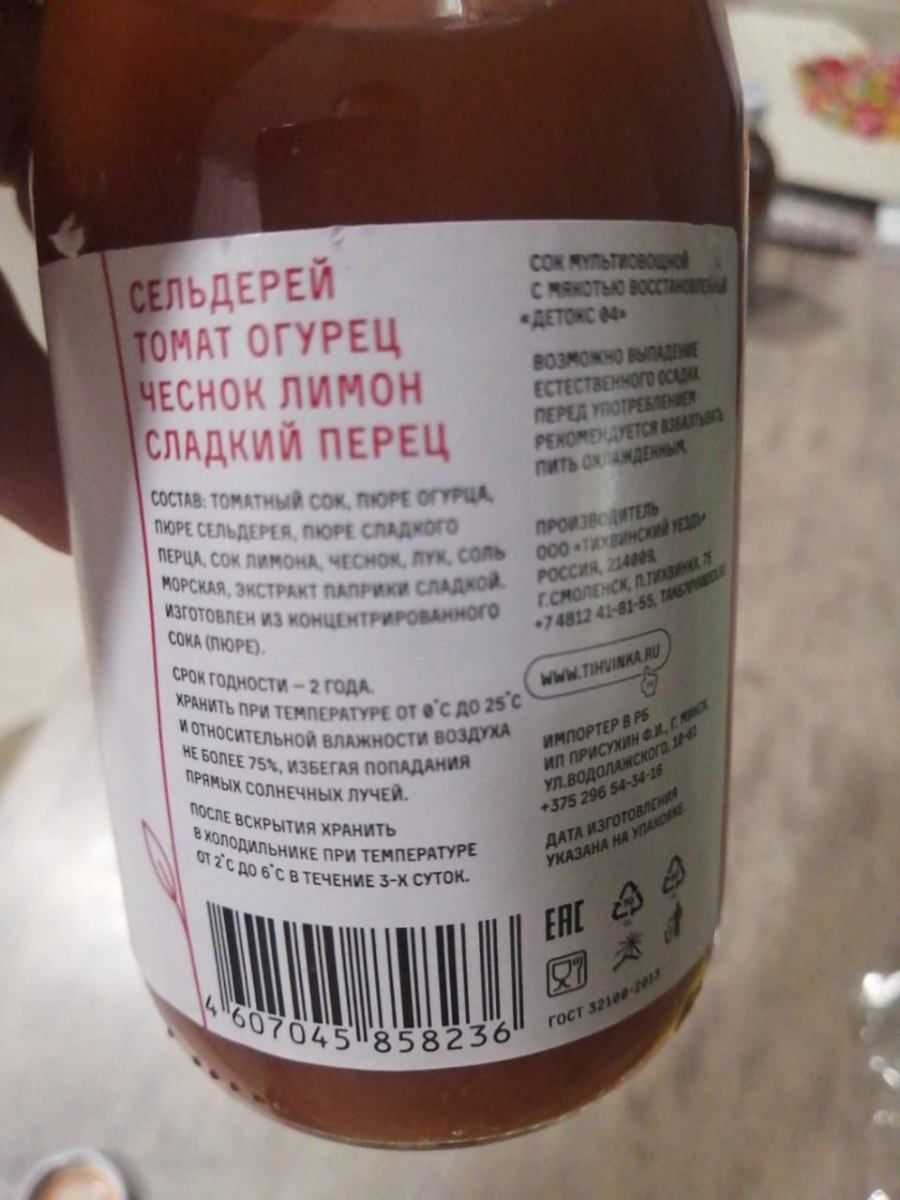 СЕЛЬДЕРЕЙ
ТОМАТ ОГУРЕЦ
ЧЕСНОК ЛИМОН
СЛАДКИЙ ПЕРЕЦ
СОСТАВ: ТОМАТНЫЙ СОК, ПЮРЕ ОГУРЦА,
ПЮРЕ СЕЛЬДЕРЕЯ, ПЮРЕ СЛАДКОГО
ПЕРЦА, СОК ЛИМОНА, ЧЕСНОК, ЛУК, СОЛЬ
МОРСКАЯ, ЭКСТРАКТ ПАПРИКИ СЛАДКОЙ.
ИЗГОТОВЛЕН ИЗ КОНЦЕНТРИРОВАННОГО
СОКА (ПЮРЕ).
СРОК ГОДНОСТИ – 2 ГОДА.
ХРАНИТЬ ПРИ ТЕМПЕРАТУРЕ ОТ 0°С ДО 25°С
И ОТНОСИТЕЛЬНОЙ ВЛАЖНОСТИ ВОЗДУХА
НЕ БОЛЕЕ 75%, ИЗБЕГАЯ ПОПАДАНИЯ
ПРЯМЫХ СОЛНЕЧНЫХ ЛУЧЕЙ.
ПОСЛЕ ВСКРЫТИЯ ХРАНИТЬ
В ХОЛОДИЛЬНИКЕ ПРИ ТЕМПЕРАТУРЕ
ОТ 2°С ДО 6°С В ТЕЧЕНИЕ 3-Х СУТОК.
4 607045 858236
СОК МУЛЬТИОВОЩНОЙ
С МЯКОТЬЮ ВОССТАНОВЛЕННЫЙ
«ДЕТОКС 04»
ВОЗМОЖНО ВЫПАДЕНИЕ
ЕСТЕСТВЕННОГО ОСАДКА.
ПЕРЕД УПОТРЕБЛЕНИЕМ
РЕКОМЕНДУЕТСЯ ВЗБАЛТЫВАТЬ.
ПИТЬ ОХЛАЖДЕННЫМ.
ПРОИЗВОДИТЕЛЬ
ООО «ТИХВИНСКИЙ УЕЗДЪ»
РОССИЯ, 214009,
Г.СМОЛЕНСК, П.ТИХВИНКА, 75
+7 4812 41-81-55,
WWW.TIHVINKA.RU
ИМПОРТЕР В РБ
ИП ПРИСУХИН Ф.И., Г. МИНСК
УЛ.ВОДОЛАЖСКОГО,
+375 296 54-34-16
ДАТА ИЗГОТОВЛЕНИЯ
УКАЗАНА НА УПАКОВКЕ.
ЕАС
ГОСТ 32100-2013